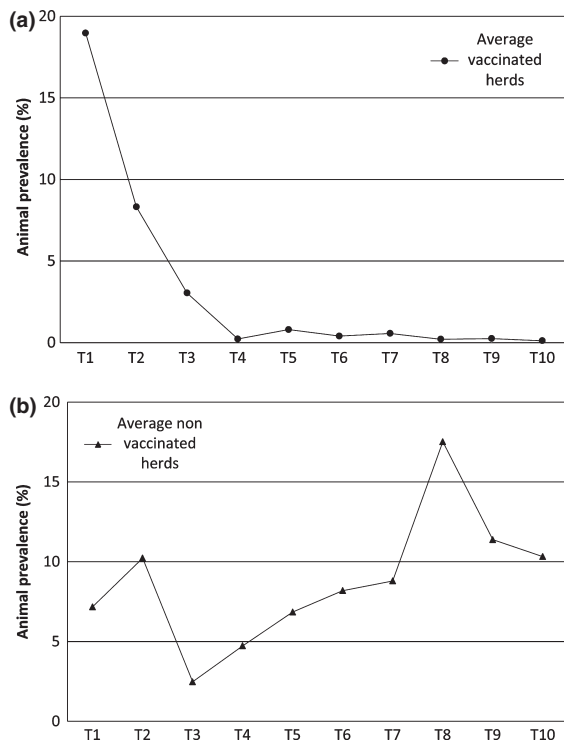 (a)
20
15
10
5
0
Animal prevalence (%)
Average
vaccinated
herds
T1 T2 T3 T4 T5 T6 T7 T8 T9 T10
(b)
20
15
10
5
0
Animal prevalence (%)
Average non
vaccinated
herds
T1 T2 T3 T4 T5 T6 T7 T8 T9 T10